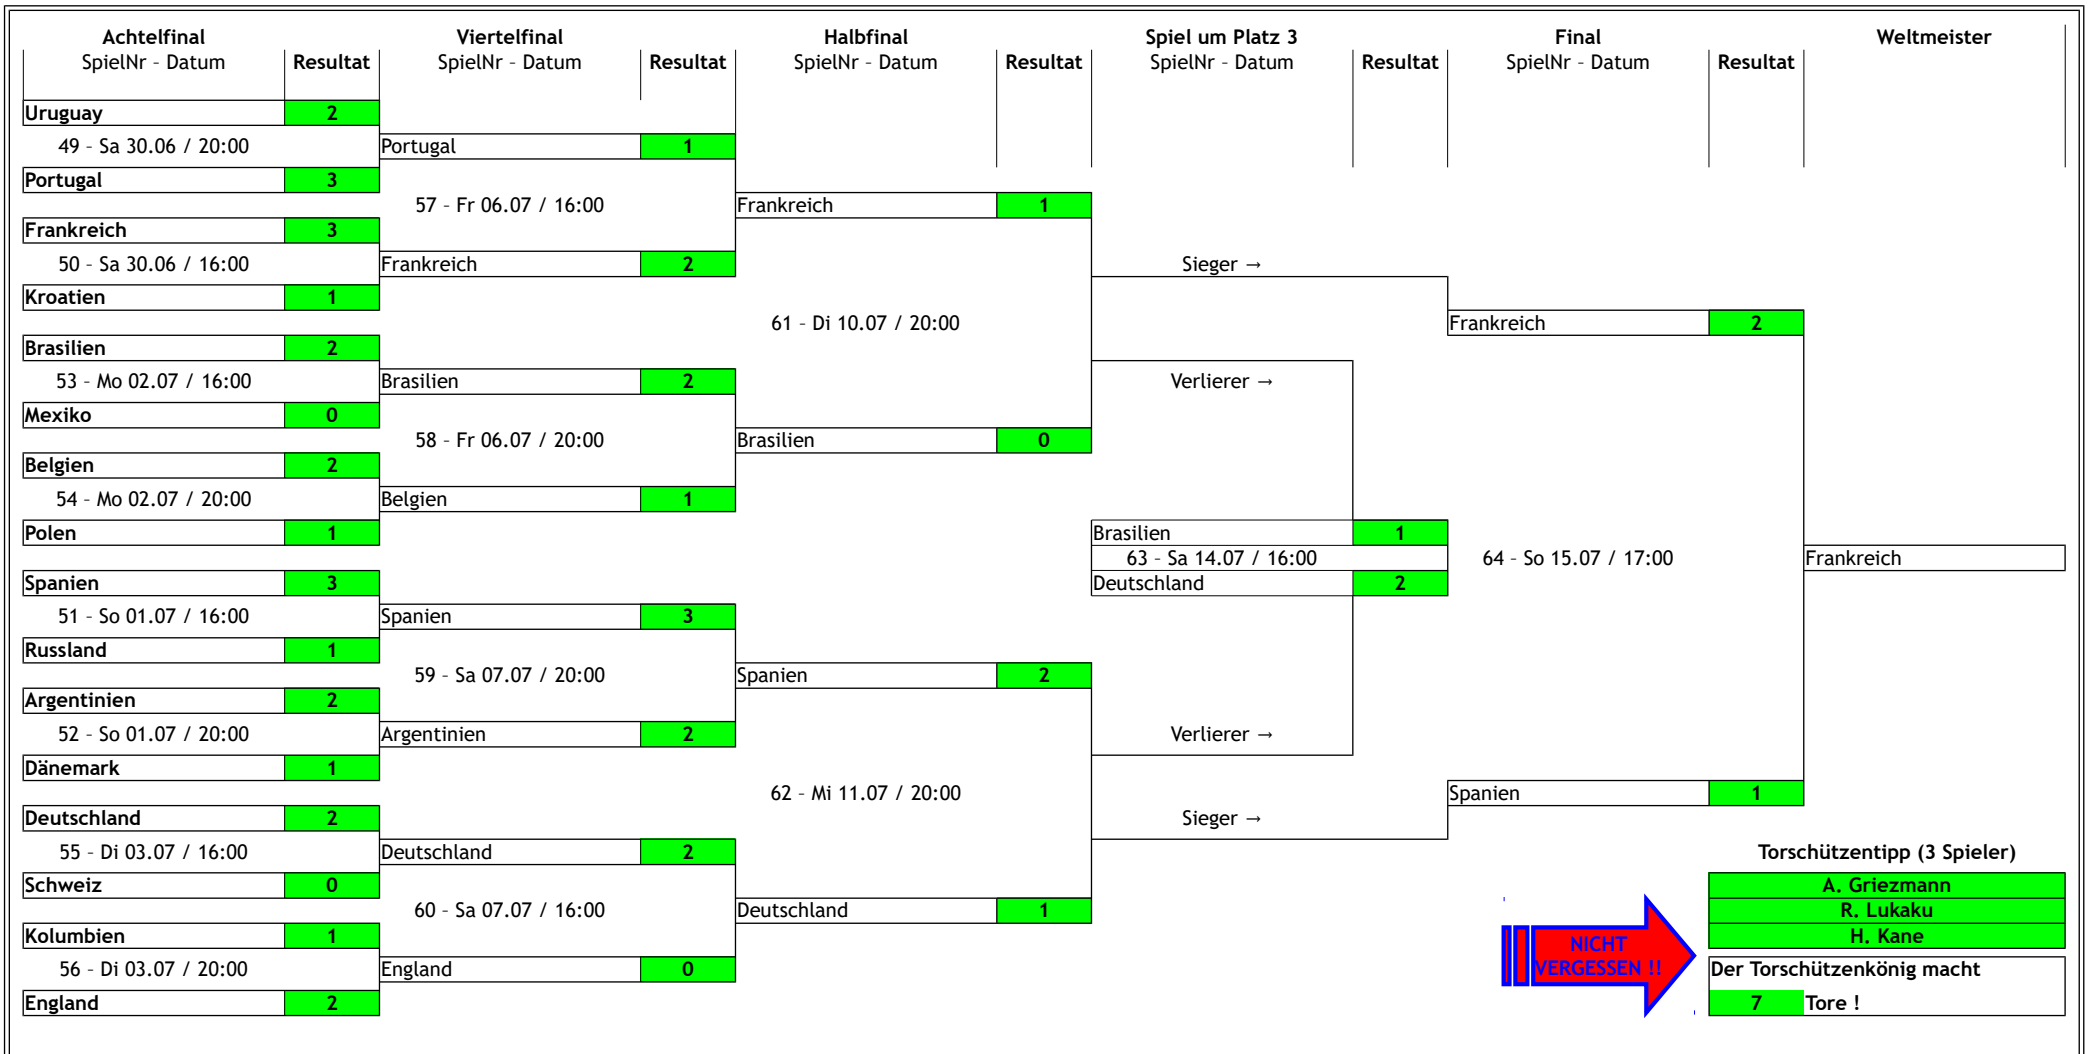 Achtelfinal Viertelfinal Halbfinal Spiel um Platz 3 Final Weltmeister
SpielNr - Datum Resultat SpielNr - Datum Resultat SpielNr - Datum Resultat SpielNr - Datum Resultat SpielNr - Datum Resultat
Uruguay 2
49 - Sa 30.06 / 20:00 Portugal 1
Portugal 3
57 - Fr 06.07 / 16:00 Frankreich 1
Frankreich 3
50 - Sa 30.06 / 16:00 Frankreich 2 Sieger →
Kroatien 1
61 - Di 10.07 / 20:00 Frankreich 2
Brasilien 2
53 - Mo 02.07 / 16:00 Brasilien 2 Verlierer →
Mexiko 0
58 - Fr 06.07 / 20:00 Brasilien 0
Belgien 2
54 - Mo 02.07 / 20:00 Belgien 1
Polen 1 Brasilien 1
63 - Sa 14.07 / 16:00 64 - So 15.07 / 17:00 Frankreich
Spanien 3 Deutschland 2
51 - So 01.07 / 16:00 Spanien 3
Russland 1
59 - Sa 07.07 / 20:00 Spanien 2
Argentinien 2
52 - So 01.07 / 20:00 Argentinien 2 Verlierer →
Dänemark 1
62 - Mi 11.07 / 20:00 Spanien 1
Deutschland 2 Sieger →
55 - Di 03.07 / 16:00 Deutschland 2 Torschützentipp (3 Spieler)
Schweiz 0 A. Griezmann
60 - Sa 07.07 / 16:00 Deutschland 1 R. Lukaku
Kolumbien 1 H. Kane
NICHT
VERGESSEN !!
56 - Di 03.07 / 20:00 England 0 Der Torschützenkönig macht
England 2 7 Tore !